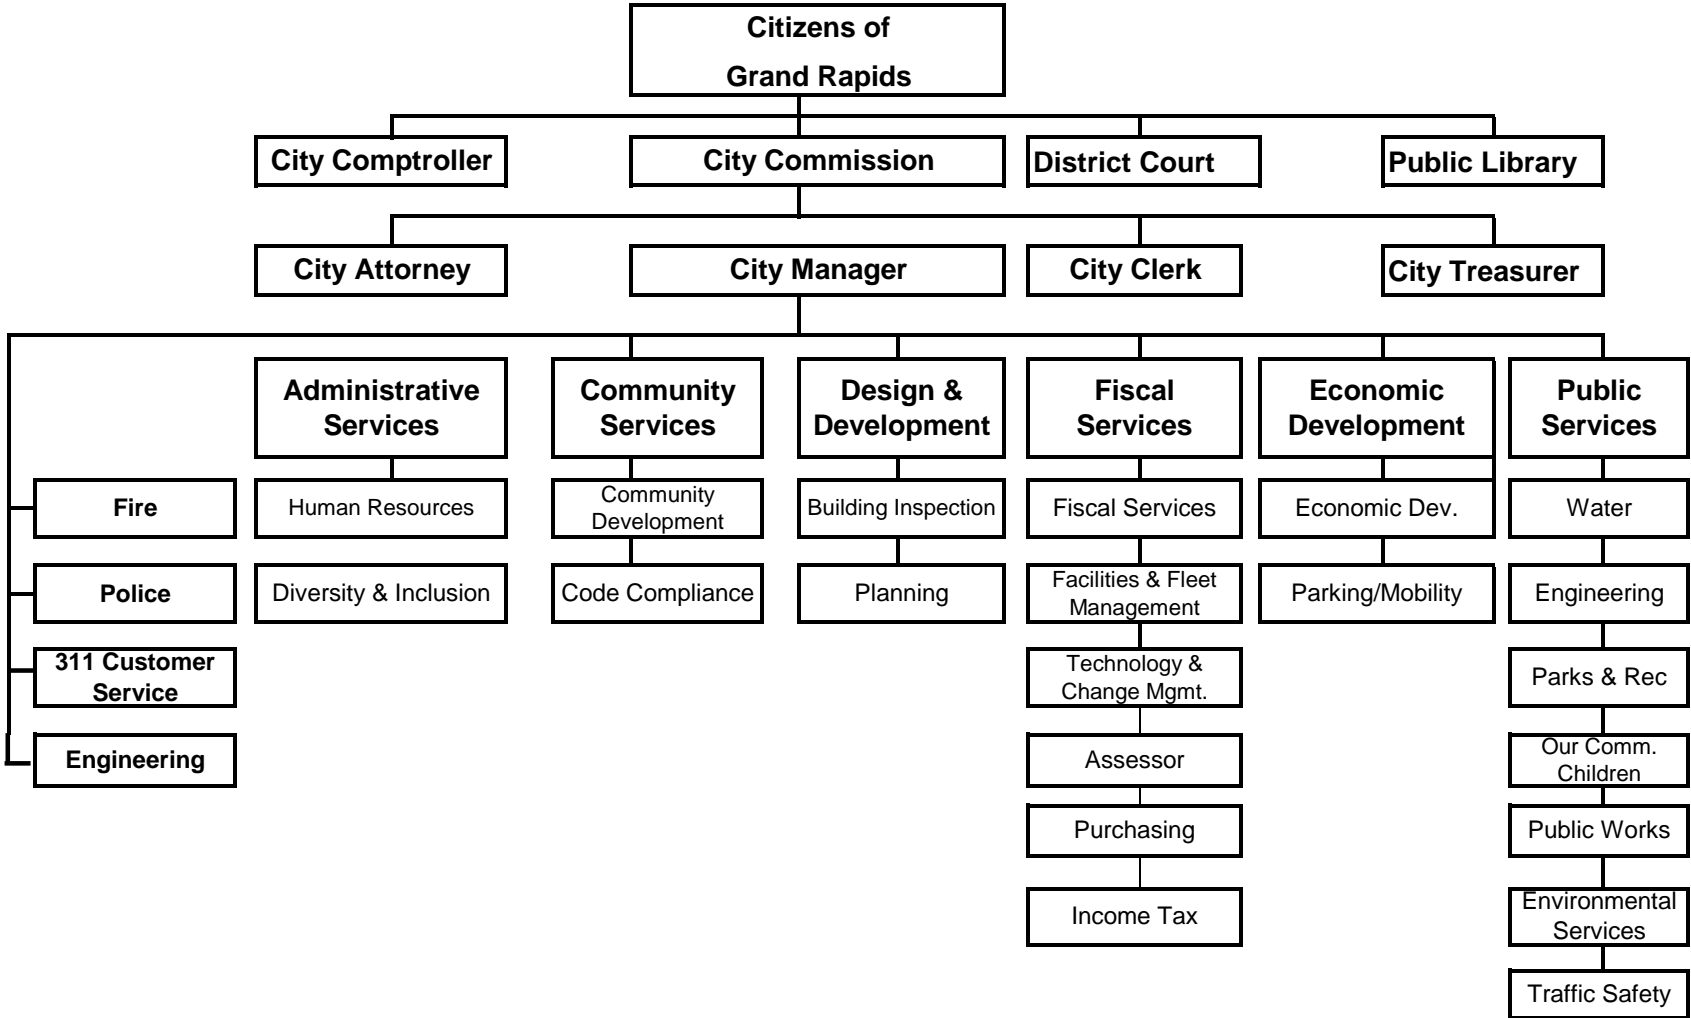 Citizens of
Grand Rapids
City Comptroller
City Commission
District Court
Public Library
City Attorney
City Manager
City Clerk
City Treasurer
Administrative
Services
Community
Services
Design &
Development
Fiscal
Services
Economic
Development
Public
Services
Fire
Human Resources
Community
Development
Building Inspection
Fiscal Services
Economic Dev.
Water
Police
Diversity & Inclusion
Code Compliance
Planning
Facilities & Fleet
Management
Parking/Mobility
Engineering
311 Customer
Service
Technology &
Change Mgmt.
Parks & Rec
Engineering
Assessor
Our Comm.
Children
Purchasing
Public Works
Income Tax
Environmental
Services
Traffic Safety